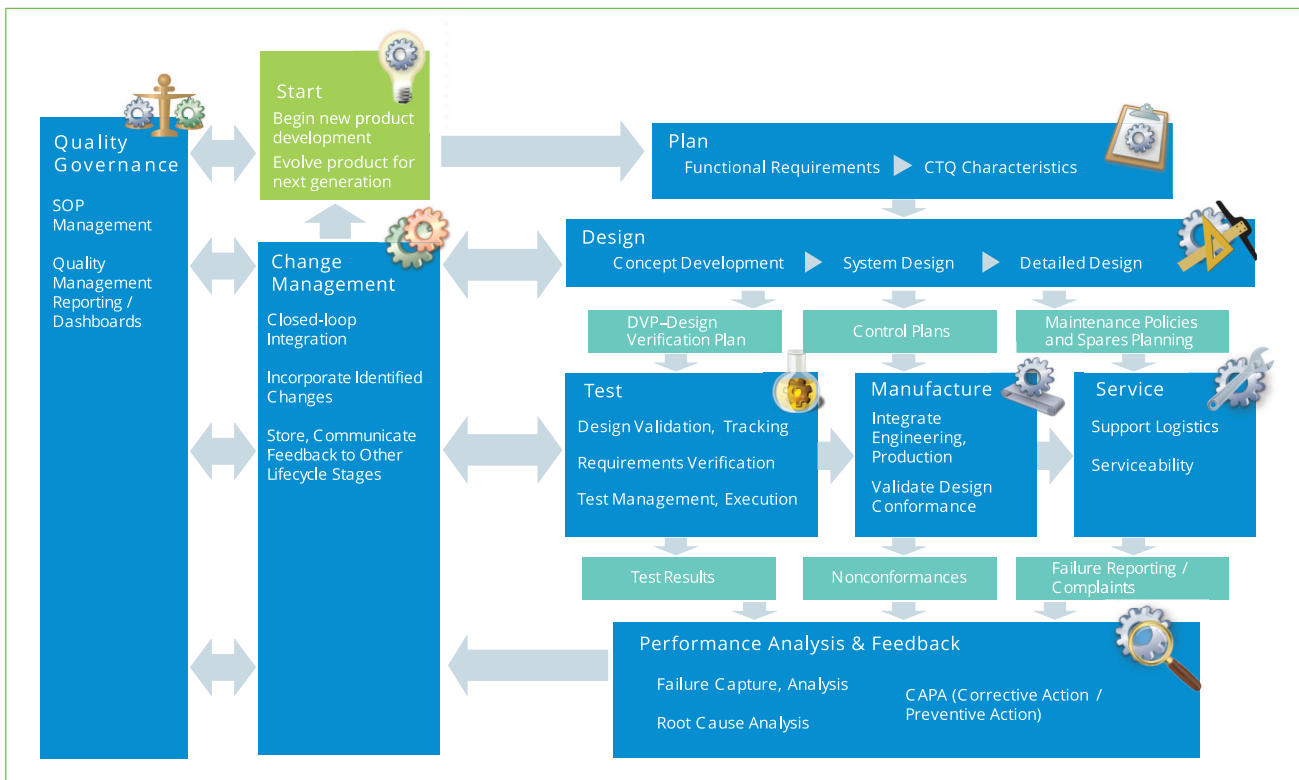 Quality
Governance
SOP
Management
Quality
Management
Reporting /
Dashboards
Start
Begin new product
development
Evolve product for
next generation
Change
Management
Closed-loop
Integration
Incorporate Identified
Changes
Store, Communicate
Feedback to Other
Lifecycle Stages
Plan
Functional Requirements
CTQ Characteristics
Design
Concept Development
System Design
Detailed Design
DVP–Design
Verification Plan
Control Plans
Maintenance Policies
and Spares Planning
Test
Design Validation, Tracking
Requirements Verification
Test Management, Execution
Manufacture
Integrate
Engineering,
Production
Validate Design
Conformance
Service
Support Logistics
Serviceability
Test Results
Nonconformances
Failure Reporting /
Complaints
Performance Analysis & Feedback
Failure Capture, Analysis
Root Cause Analysis
CAPA (Corrective Action /
Preventive Action)